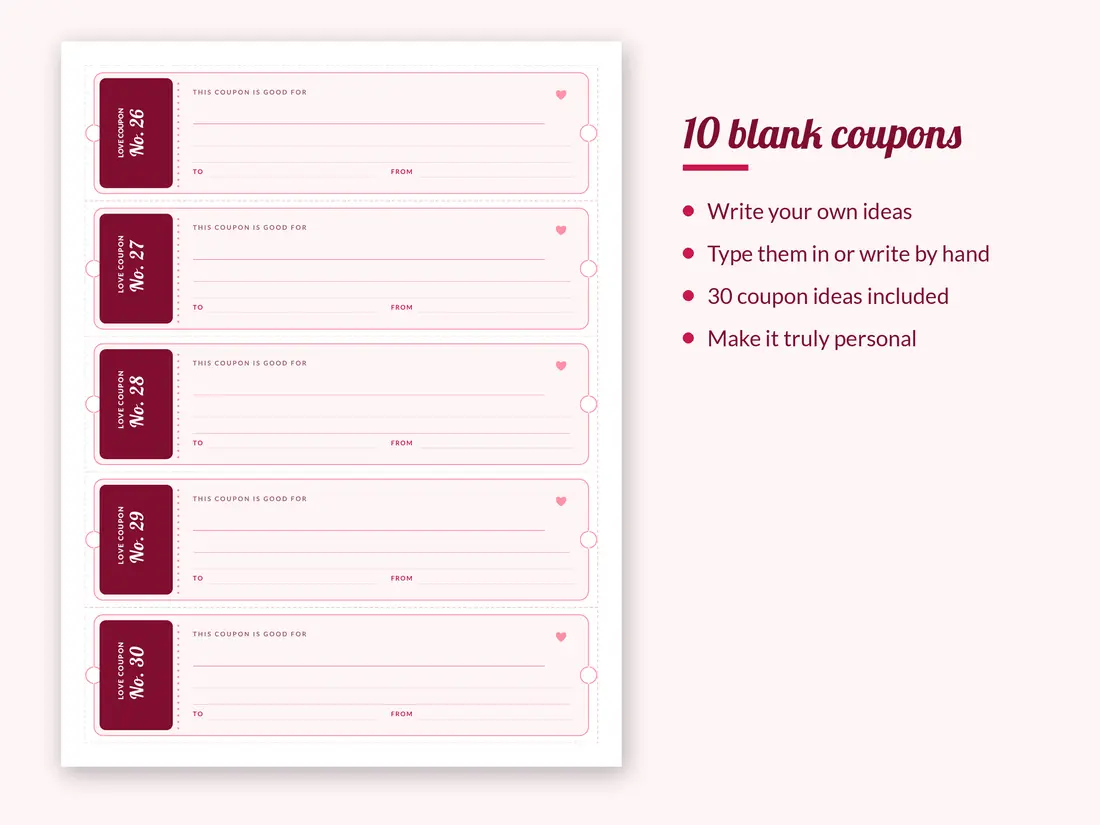 LOVE COUPON
No. 26
THIS COUPON IS GOOD FOR
TO
FROM
LOVE COUPON
No. 27
THIS COUPON IS GOOD FOR
TO
FROM
LOVE COUPON
No. 28
THIS COUPON IS GOOD FOR
TO
FROM
LOVE COUPON
No. 29
THIS COUPON IS GOOD FOR
TO
FROM
LOVE COUPON
No. 30
THIS COUPON IS GOOD FOR
TO
FROM
10 blank coupons
Write your own ideas
Type them in or write by hand
30 coupon ideas included
Make it truly personal